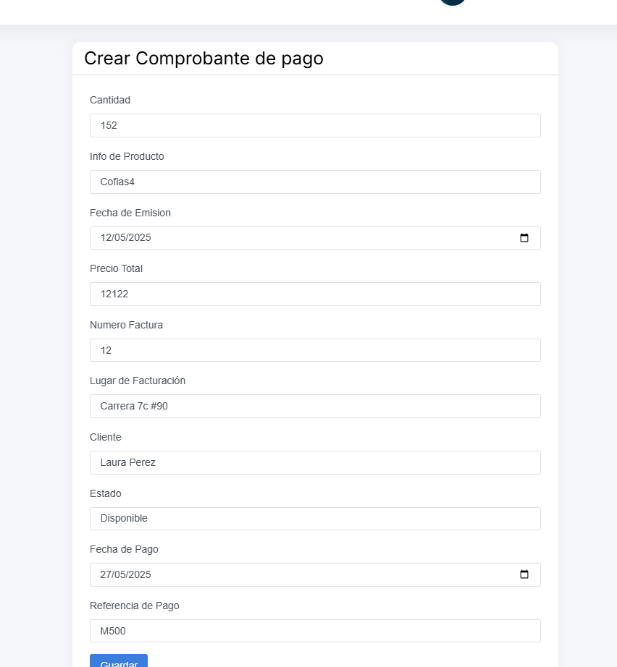 Crear Comprobante de pago
Cantidad
152
Info de Producto
Cofias4
Fecha de Emision
12/05/2025
Precio Total
12122
Numero Factura
12
Lugar de Facturación
Carrera 7c #90
Cliente
Laura Perez
Estado
Disponible
Fecha de Pago
27/05/2025
Referencia de Pago
M500
Guardar